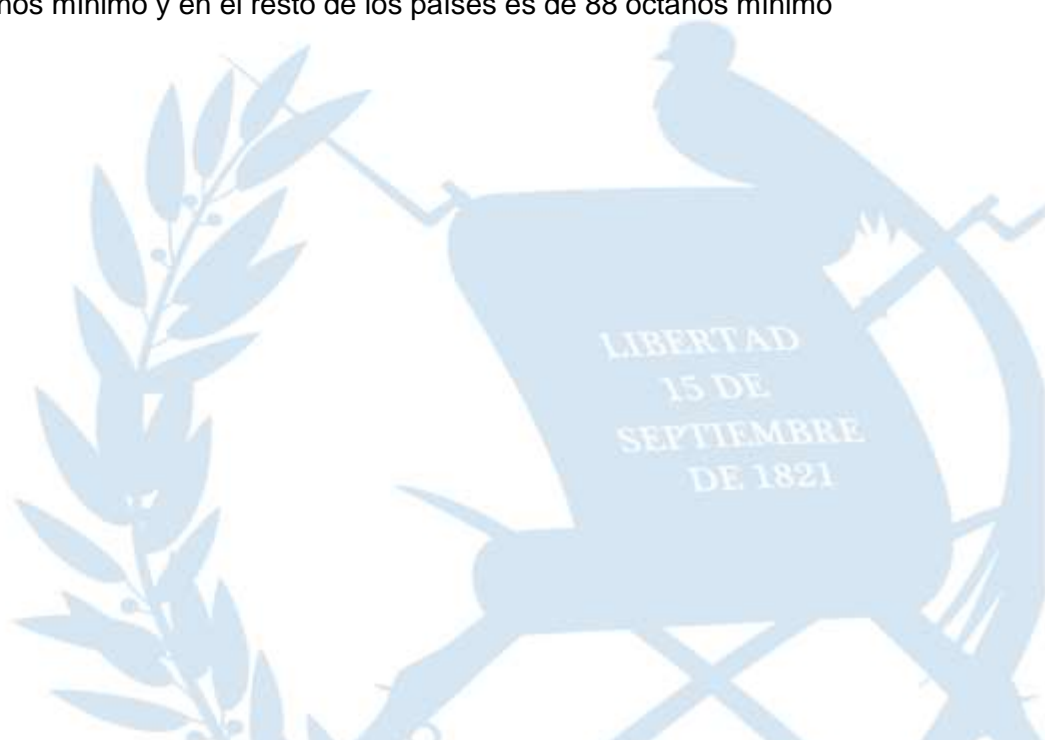 nos mínimo y en el resto de los países es de 88 octanos mínimo
LIBERTAD
15 DE
SEPTIEMBRE
DE 1821